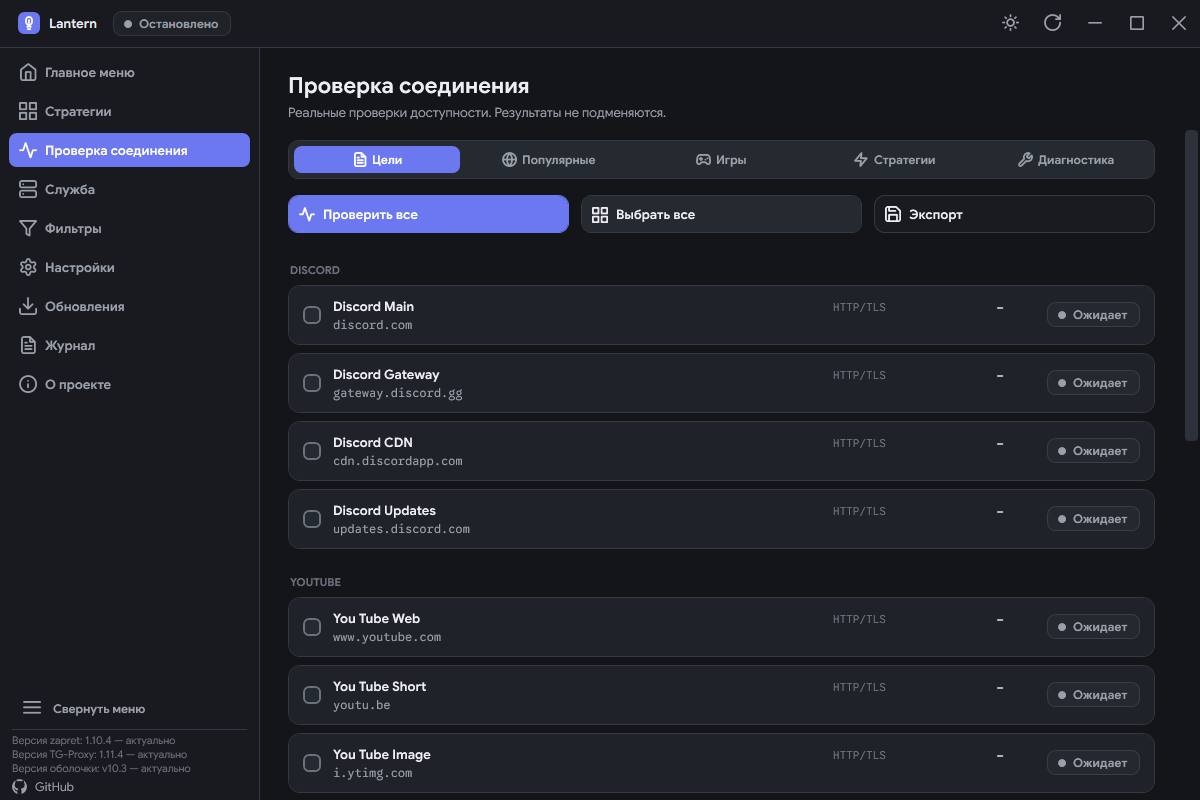 Lantern
Остановлено
Главное меню
Стратегии
Проверка соединения
Служба
Фильтры
Настройки
Обновления
Журнал
О проекте
Свернуть меню
Версия zapret: 1.10.4 — актуально
Версия TG-Proxy: 1.11.4 — актуально
Версия оболочки: v10.3 — актуально
GitHub
Проверка соединения
Реальные проверки доступности. Результаты не подменяются.
Цели Популярные Игры Стратегии Диагностика
Проверить все Выбрать все Экспорт
DISCORD
Discord Main HTTP/TLS – Ожидает
discord.com
Discord Gateway HTTP/TLS – Ожидает
gateway.discord.gg
Discord CDN HTTP/TLS – Ожидает
cdn.discordapp.com
Discord Updates HTTP/TLS – Ожидает
updates.discord.com
YOUTUBE
You Tube Web HTTP/TLS – Ожидает
www.youtube.com
You Tube Short HTTP/TLS – Ожидает
youtu.be
You Tube Image HTTP/TLS – Ожидает
i.ytimg.com